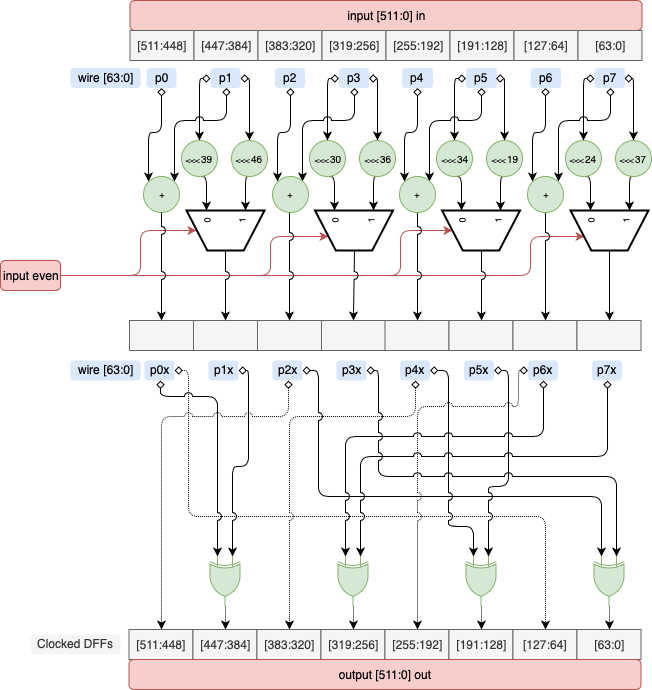 input [511:0] in
[511:448] [447:384] [383:320] [319:256] [255:192] [191:128] [127:64] [63:0]
wire [63:0] p0 p1 p2 p3 p4 p5 p6 p7
<<<39 <<<46 <<<30 <<<36 <<<34 <<<19 <<<24 <<<37
+ + + +
0 1 0 1 0 1 0 1
input even
wire [63:0] p0x p1x p2x p3x p4x p5x p6x p7x
Clocked DFFs [511:448] [447:384] [383:320] [319:256] [255:192] [191:128] [127:64] [63:0]
output [511:0] out